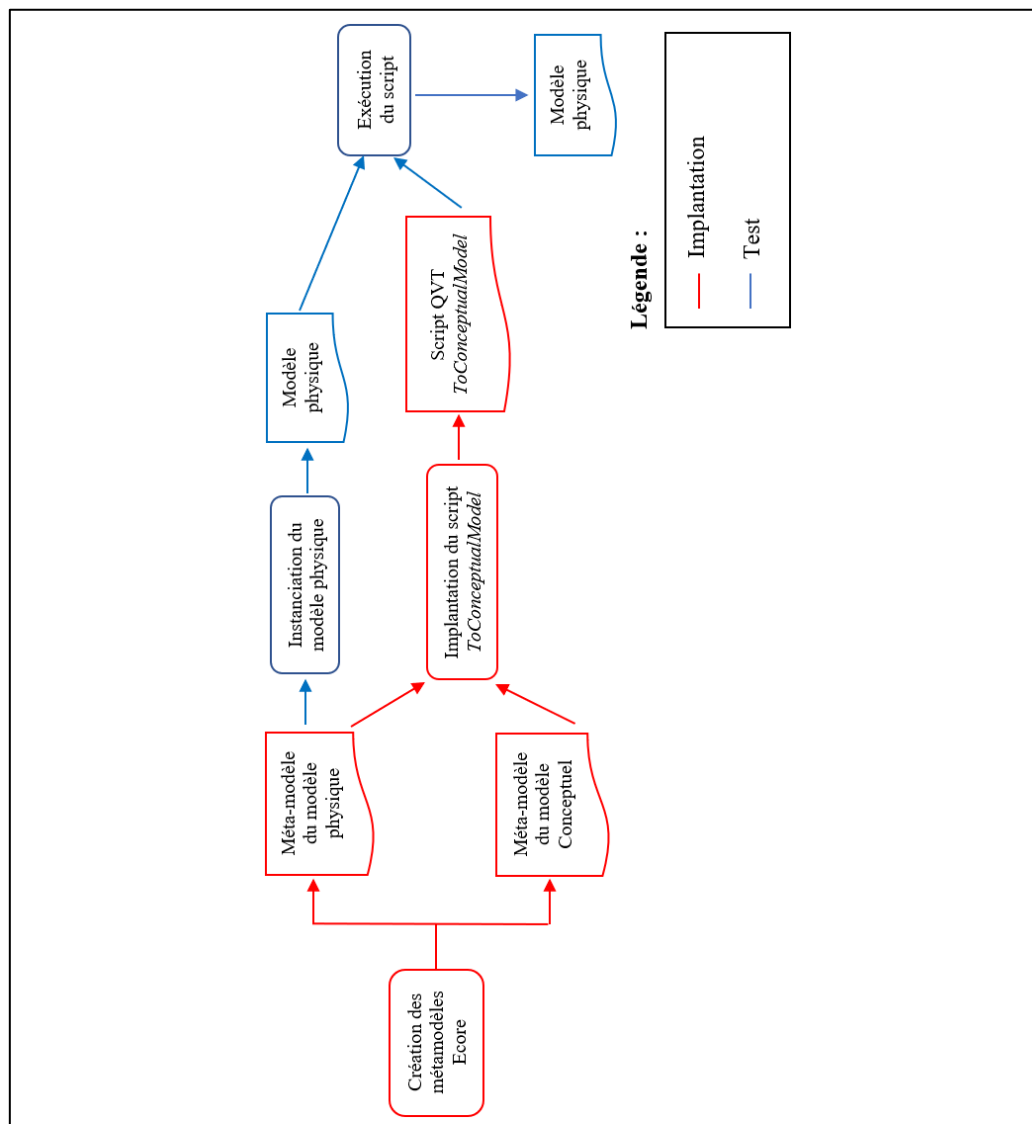 Création des
métamodèles
Ecore
Méta-modèle
du modèle
physique
Méta-modèle
du modèle
Conceptuel
Instanciation du
modèle physique
Implantation du script
ToConceptualModel
Modèle
physique
Script QVT
ToConceptualModel
Exécution
du script
Modèle
physique
Légende :
Implantation
Test